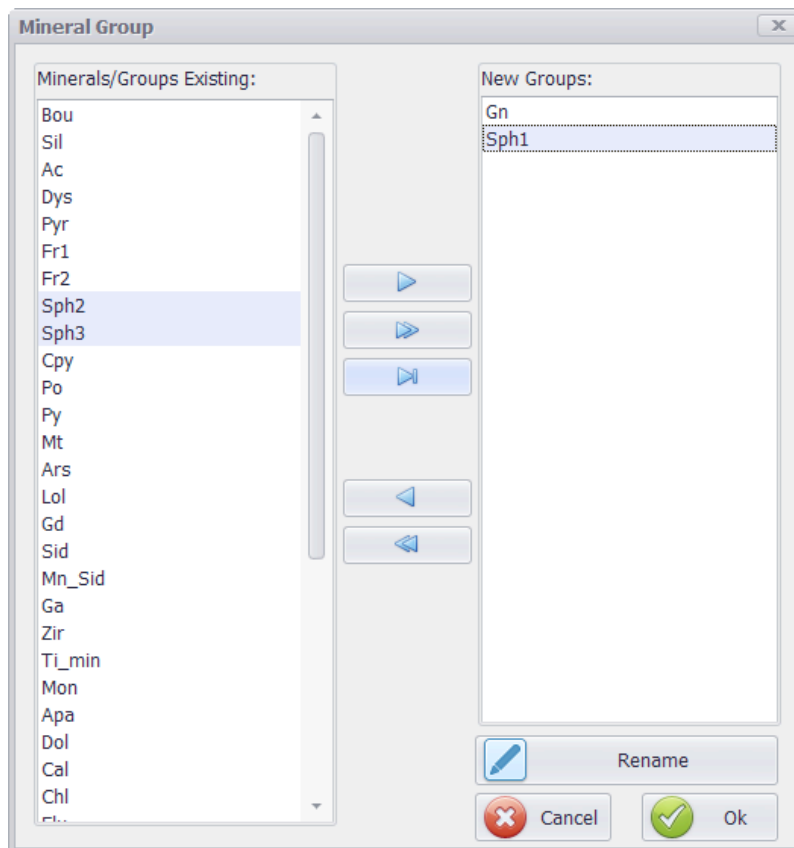 Mineral Group
Minerals/Groups Existing:
Bou
Sil
Ac
Dys
Pyr
Fr1
Fr2
Sph2
Sph3
Cpy
Po
Py
Mt
Ars
Lol
Gd
Sid
Mn_Sid
Ga
Zir
Ti_min
Mon
Apa
Dol
Cal
Chl
New Groups:
Gn
Sph1
Rename
Cancel
Ok